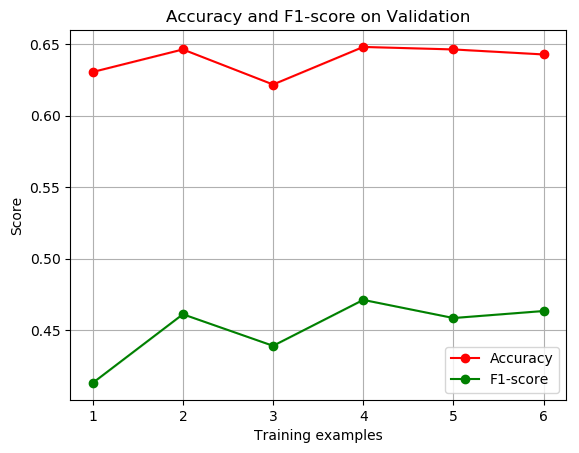 Accuracy and F1-score on Validation
0.65
0.60
0.55
0.50
0.45
Score
Accuracy
F1-score
1 2 3 4 5 6
Training examples